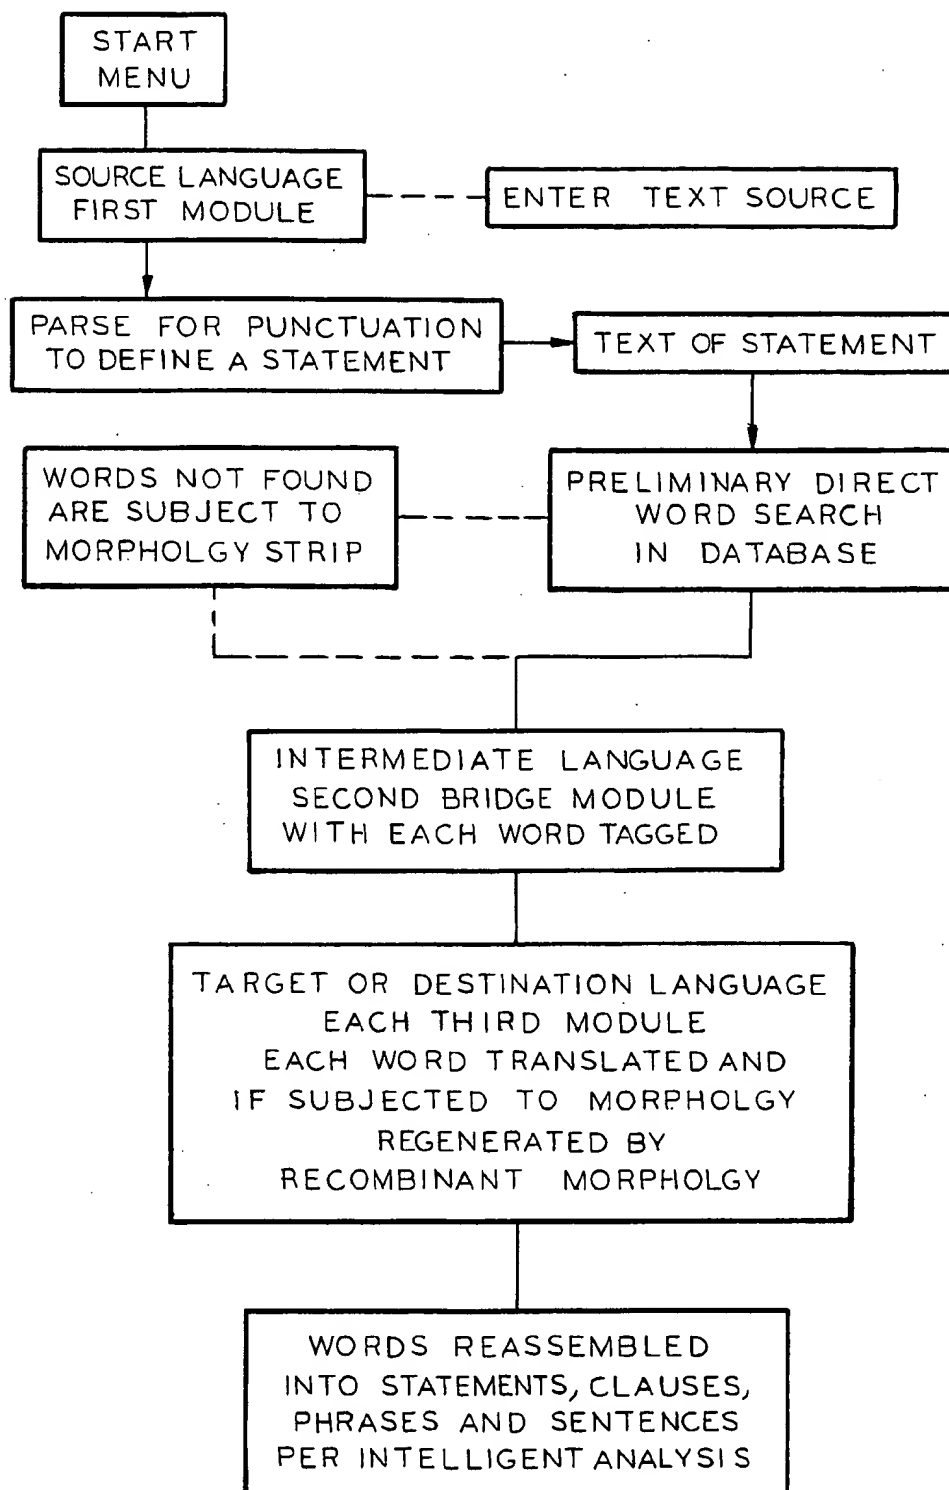 START
MENU
SOURCE LANGUAGE
FIRST MODULE
ENTER TEXT SOURCE
PARSE FOR PUNCTUATION
TO DEFINE A STATEMENT
TEXT OF STATEMENT
WORDS NOT FOUND
ARE SUBJECT TO
MORPHOLGY STRIP
PRELIMINARY DIRECT
WORD SEARCH
IN DATABASE
INTERMEDIATE LANGUAGE
SECOND BRIDGE MODULE
WITH EACH WORD TAGGED
TARGET OR DESTINATION LANGUAGE
EACH THIRD MODULE
EACH WORD TRANSLATED AND
IF SUBJECTED TO MORPHOLGY
REGENERATED BY
RECOMBINANT MORPHOLGY
WORDS REASSEMBLED
INTO STATEMENTS, CLAUSES,
PHRASES AND SENTENCES
PER INTELLIGENT ANALYSIS